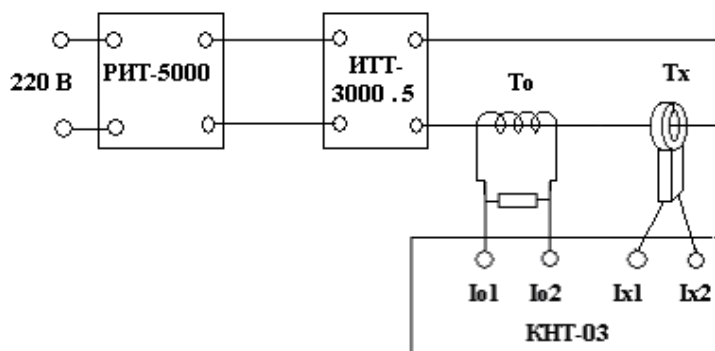 220 В
РИТ-5000
ИТТ-
3000 . 5
То
Тх
Io1
Io2
Ix1
Ix2
КНТ-03